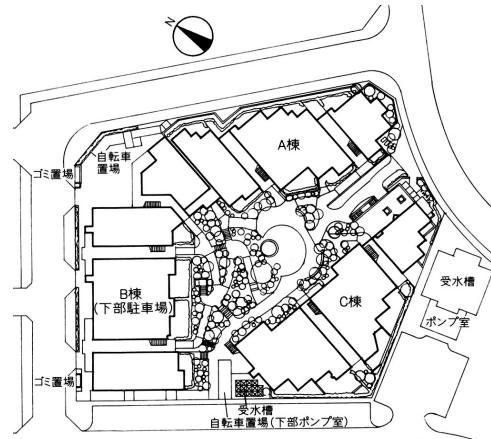 N
A棟
自転車
置場
ゴミ置場
B棟
(下部駐車場)
C棟
受水槽
ポンプ室
ゴミ置場
受水槽
自転車置場(下部ポンプ室)